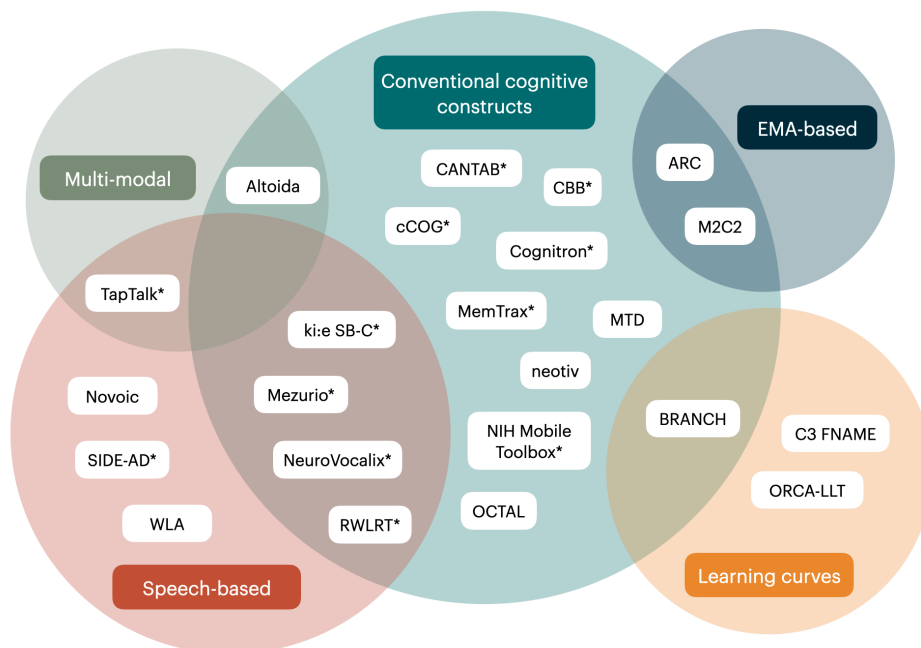 Conventional cognitive
constructs
EMA-based
Multi-modal
Altoida
CANTAB*
CBB*
ARC
cCOG*
Cognitron*
M2C2
TapTalk*
ki:e SB-C*
MemTrax*
MTD
neotiv
Novoic
Mezurio*
BRANCH
NIH Mobile
Toolbox*
C3 FNAME
SIDE-AD*
NeuroVocalix*
ORCA-LLT
WLA
RWLRT*
OCTAL
Speech-based
Learning curves